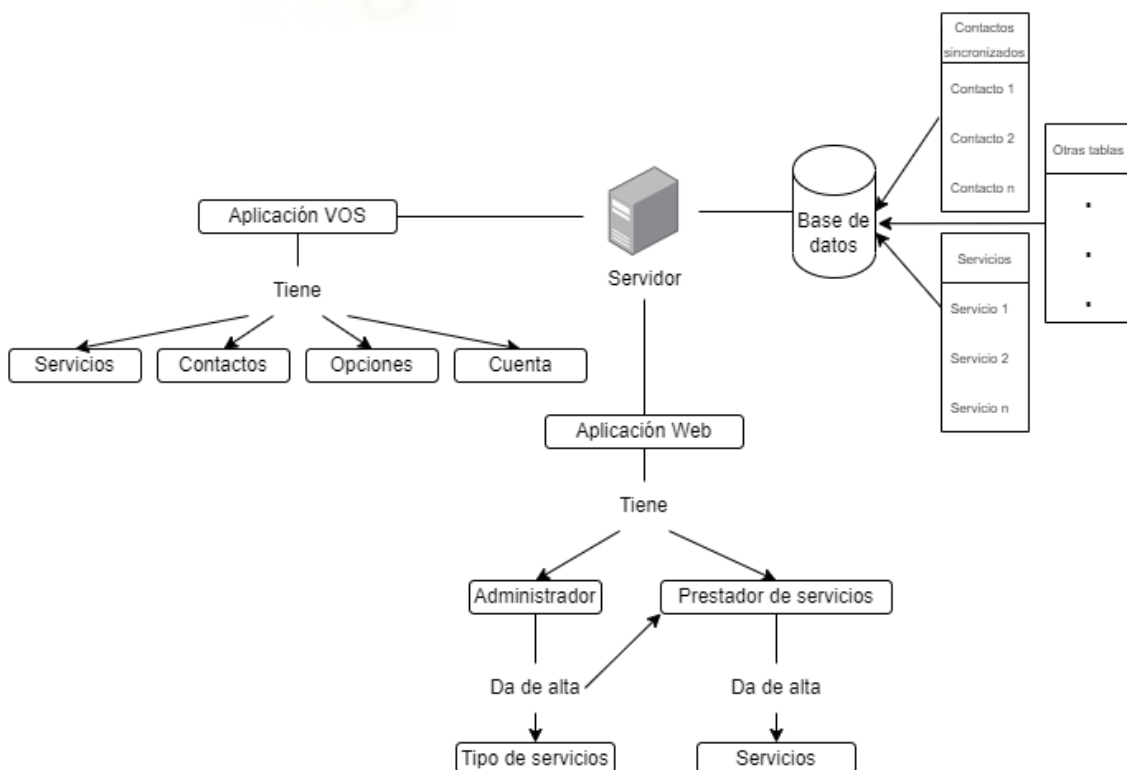 Contactos
sincronizados
Contacto 1
Contacto 2
Contacto n
Otras tablas
Aplicación VOS
Base de
datos
Servidor
Servicios
Servicio 1
Servicio 2
Servicio n
Tiene
Servicios
Contactos
Opciones
Cuenta
Aplicación Web
Tiene
Administrador
Prestador de servicios
Da de alta
Da de alta
Tipo de servicios
Servicios